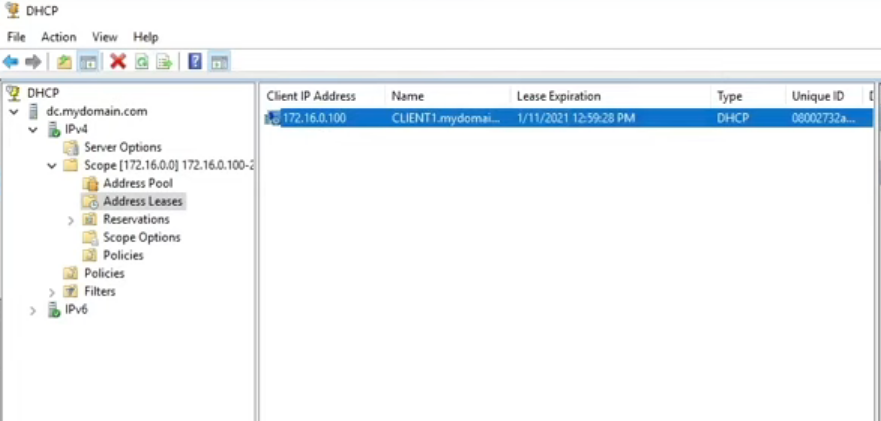 DHCP
File Action View Help
DHCP
dc.mydomain.com
IPv4
Server Options
Scope [172.16.0.0] 172.16.0.100-2
Address Pool
Address Leases
Reservations
Scope Options
Policies
Policies
Filters
IPv6
Client IP Address Name Lease Expiration Type Unique ID
172.16.0.100 CLIENT1.mydomai... 1/11/2021 12:59:28 PM DHCP 08002732a...